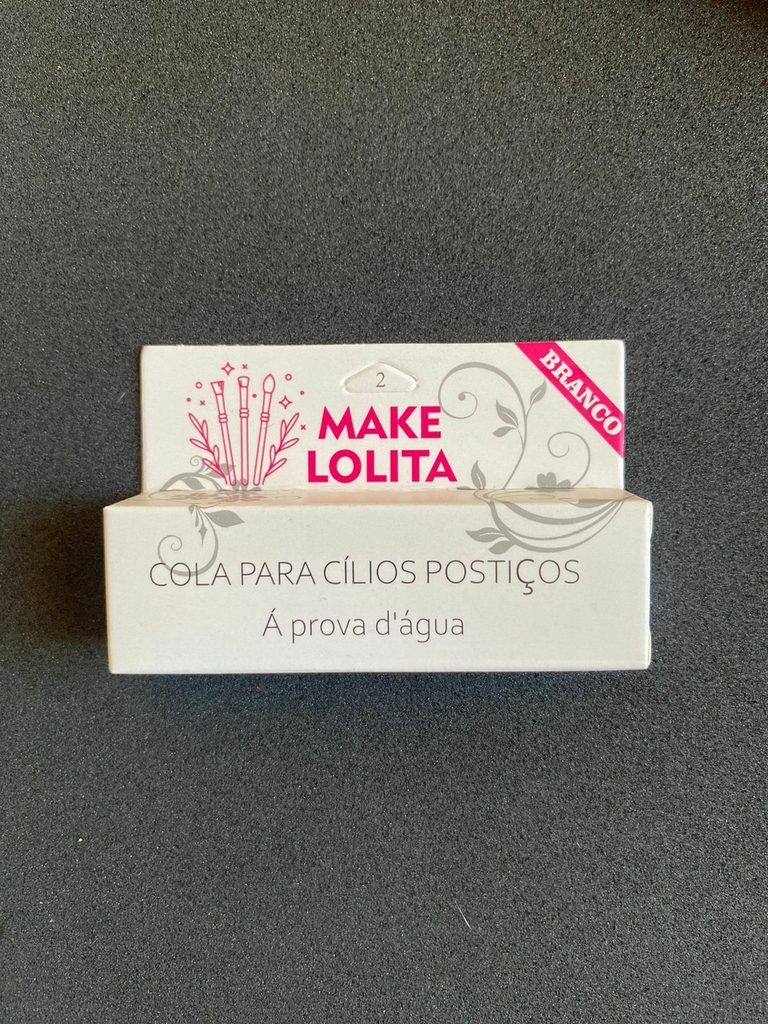 2
BRANCO
MAKE
LOLITA
COLA PARA CÍLIOS POSTIÇOS
Á prova d'água